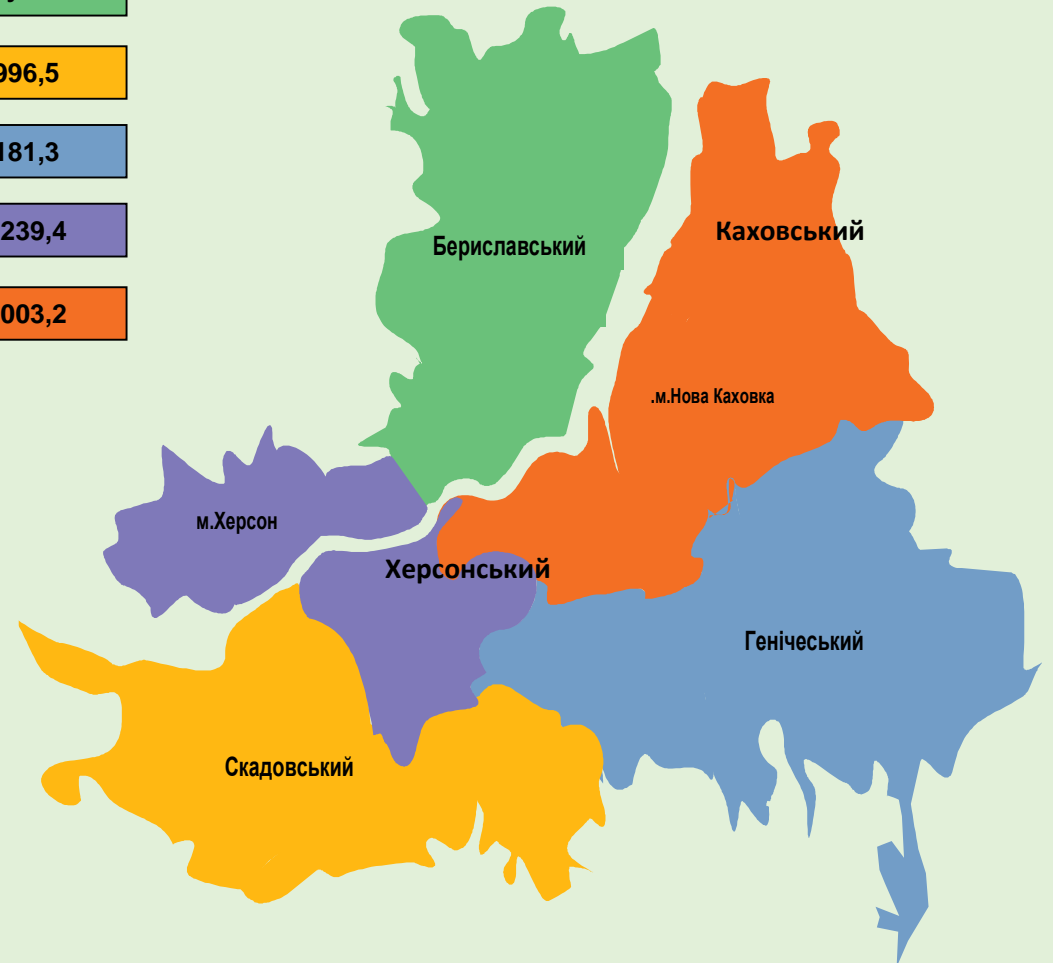 996,5
181,3
239,4
003,2
Бериславський
Каховський
.м.Нова Каховка
м.Херсон
Херсонський
Генічеський
Скадовський